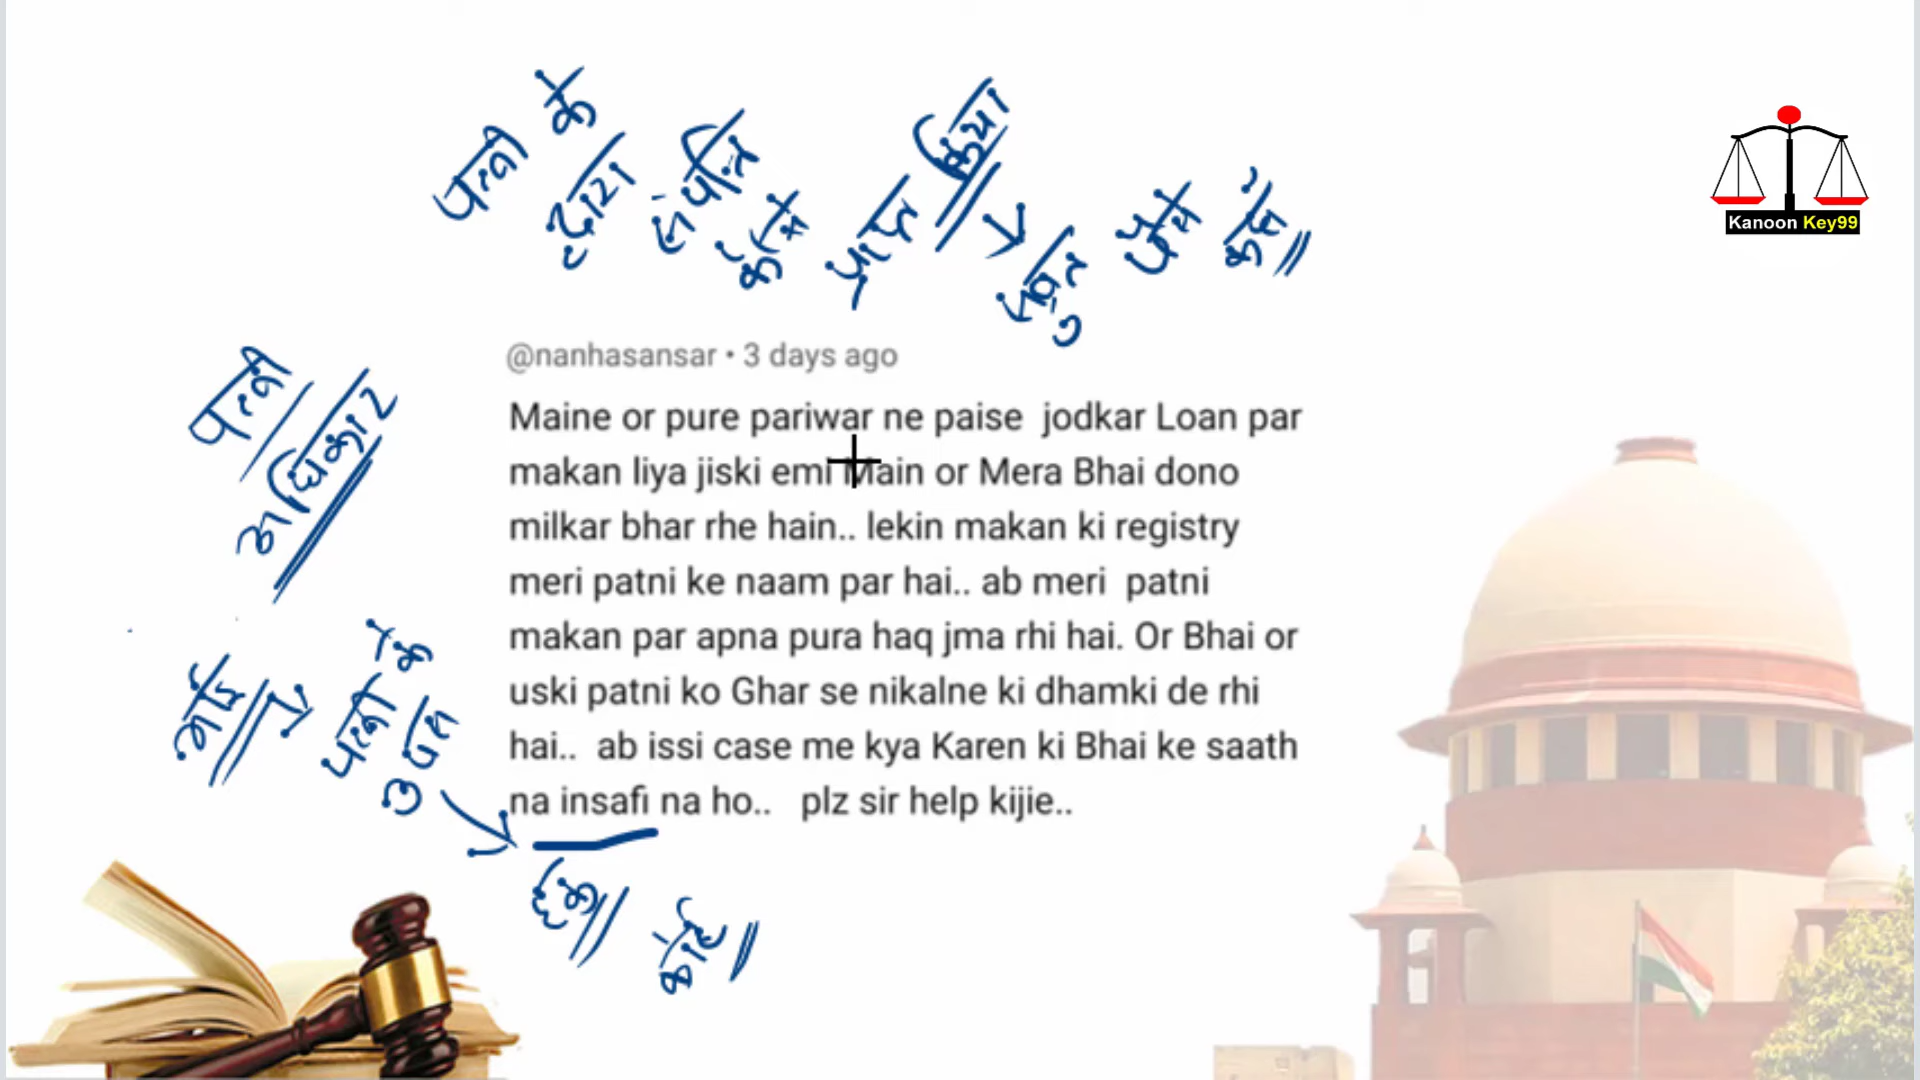 पत्नी के
द्वारा
किया
Kanoon Key99
@nanhasansar • 3 days ago
Maine or pure pariwar ne paise jodkar Loan par
makan liya jiski emi Main or Mera Bhai dono
milkar bhar rhe hain.. lekin makan ki registry
meri patni ke naam par hai.. ab meri patni
makan par apna pura haq jma rhi hai. Or Bhai or
uski patni ko Ghar se nikalne ki dhamki de rhi
hai.. ab issi case me kya Karen ki Bhai ke saath
na insafi na ho.. plz sir help kijie..
पत्नी
अधिकार
पत्नी के
हक